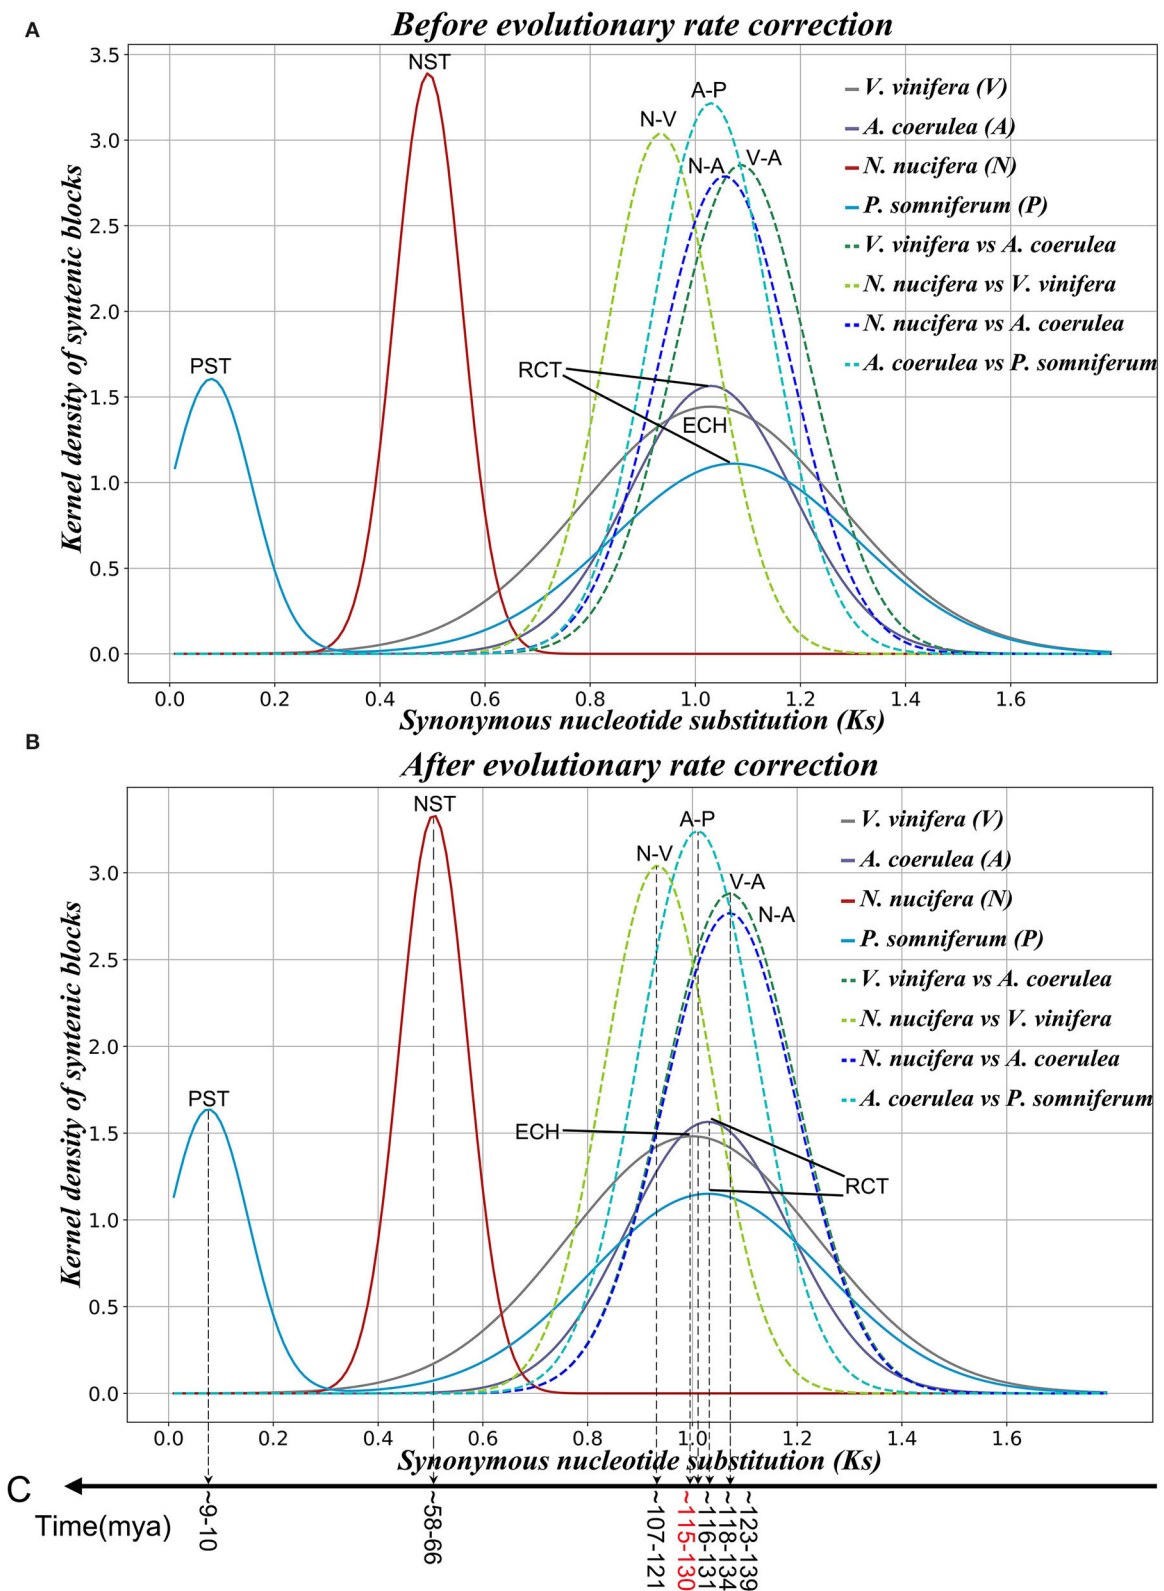 A
Before evolutionary rate correction
Kernel density of syntenic blocks
3.5
3.0
2.5
2.0
1.5
1.0
0.5
0.0
NST
A-P
N-V
N-A
V-A
PST
RCT
ECH
V. vinifera (V)
A. coerulea (A)
N. nucifera (N)
P. somniferum (P)
V. vinifera vs A. coerulea
N. nucifera vs V. vinifera
N. nucifera vs A. coerulea
A. coerulea vs P. somniferum
0.0 0.2 0.4 0.6 0.8 1.0 1.2 1.4 1.6
Synonymous nucleotide substitution (Ks)
B
After evolutionary rate correction
Kernel density of syntenic blocks
3.0
2.5
2.0
1.5
1.0
0.5
0.0
NST
A-P
N-V
V-A
N-A
PST
ECH
RCT
V. vinifera (V)
A. coerulea (A)
N. nucifera (N)
P. somniferum (P)
V. vinifera vs A. coerulea
N. nucifera vs V. vinifera
N. nucifera vs A. coerulea
A. coerulea vs P. somniferum
0.0 0.2 0.4 0.6 0.8 1.0 1.2 1.4 1.6
Synonymous nucleotide substitution (Ks)
C
Time(mya)
~9-10
~58-66
~107-121
~115-130
~116-131
~118-134
~123-139